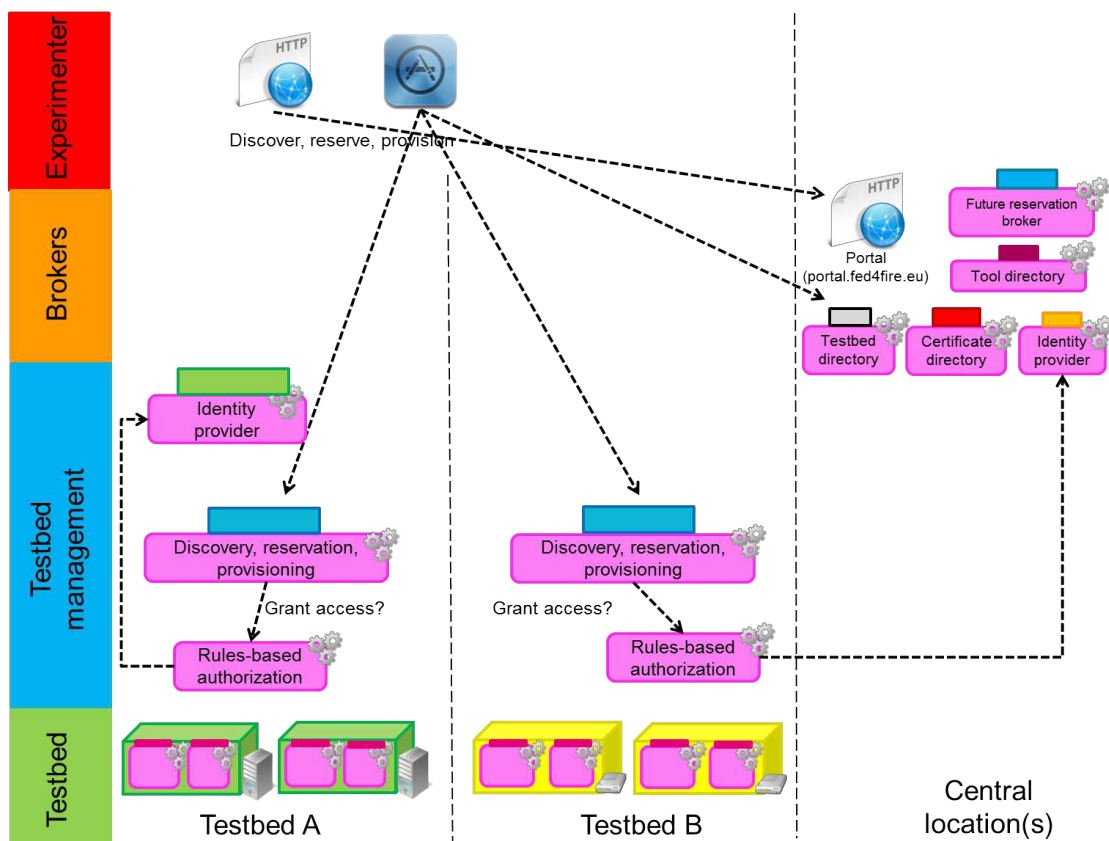 Experimenter
HTTP
Discover, reserve, provision
Brokers
HTTP
Portal
(portal.fed4fire.eu)
Future reservation
broker
Tool directory
Testbed
directory
Certificate
directory
Identity
provider
Testbed
management
Identity
provider
Discovery, reservation,
provisioning
Grant access?
Rules-based
authorization
Discovery, reservation,
provisioning
Grant access?
Rules-based
authorization
Testbed
Testbed A
Testbed B
Central
location(s)